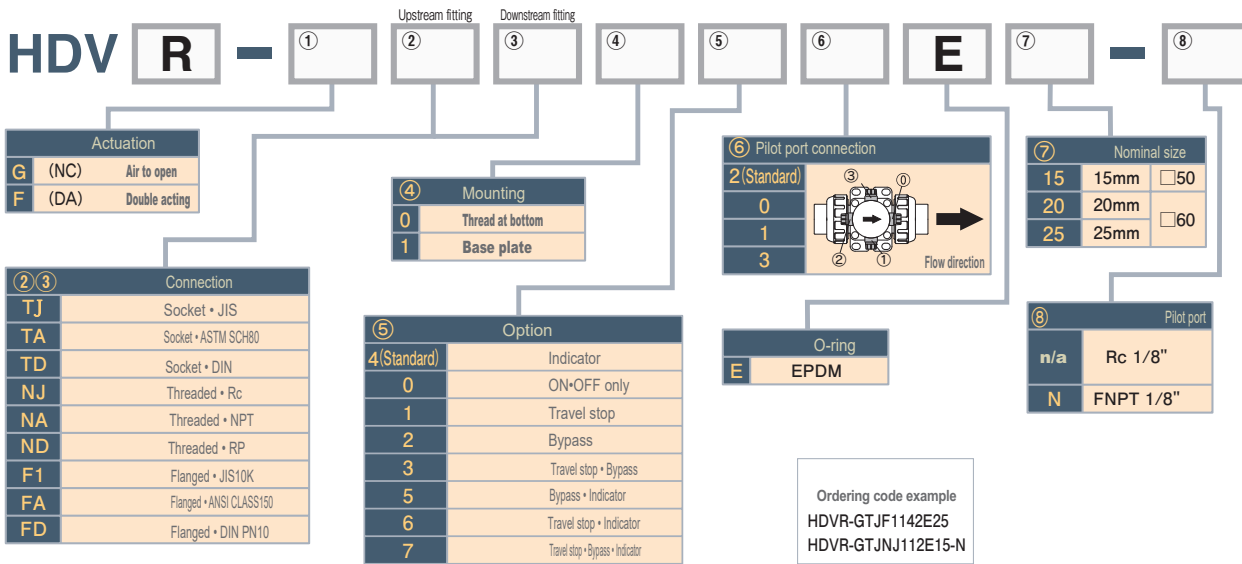 Upstream fitting Downstream fitting
HDV R - ① ② ③ ④ ⑤ ⑥ E ⑦ - ⑧
Actuation
G (NC) Air to open
F (DA) Double acting
②③ Connection
TJ Socket • JIS
TA Socket • ASTM SCH80
TD Socket • DIN
NJ Threaded • Rc
NA Threaded • NPT
ND Threaded • RP
F1 Flanged • JIS10K
FA Flanged • ANSI CLASS150
FD Flanged • DIN PN10
④ Mounting
0 Thread at bottom
1 Base plate
⑤ Option
4(Standard) Indicator
0 ON•OFF only
1 Travel stop
2 Bypass
3 Travel stop • Bypass
5 Bypass • Indicator
6 Travel stop • Indicator
7 Travel stop • Bypass • Indicator
⑥ Pilot port connection
2(Standard)
0
1
3
③ ⓪
② ①
Flow direction
O-ring
E EPDM
⑦ Nominal size
15 15mm □50
20 20mm □60
25 25mm
⑧ Pilot port
n/a Rc 1/8"
N FNPT 1/8"
Ordering code example
HDVR-GTJF1142E25
HDVR-GTJNJ112E15-N